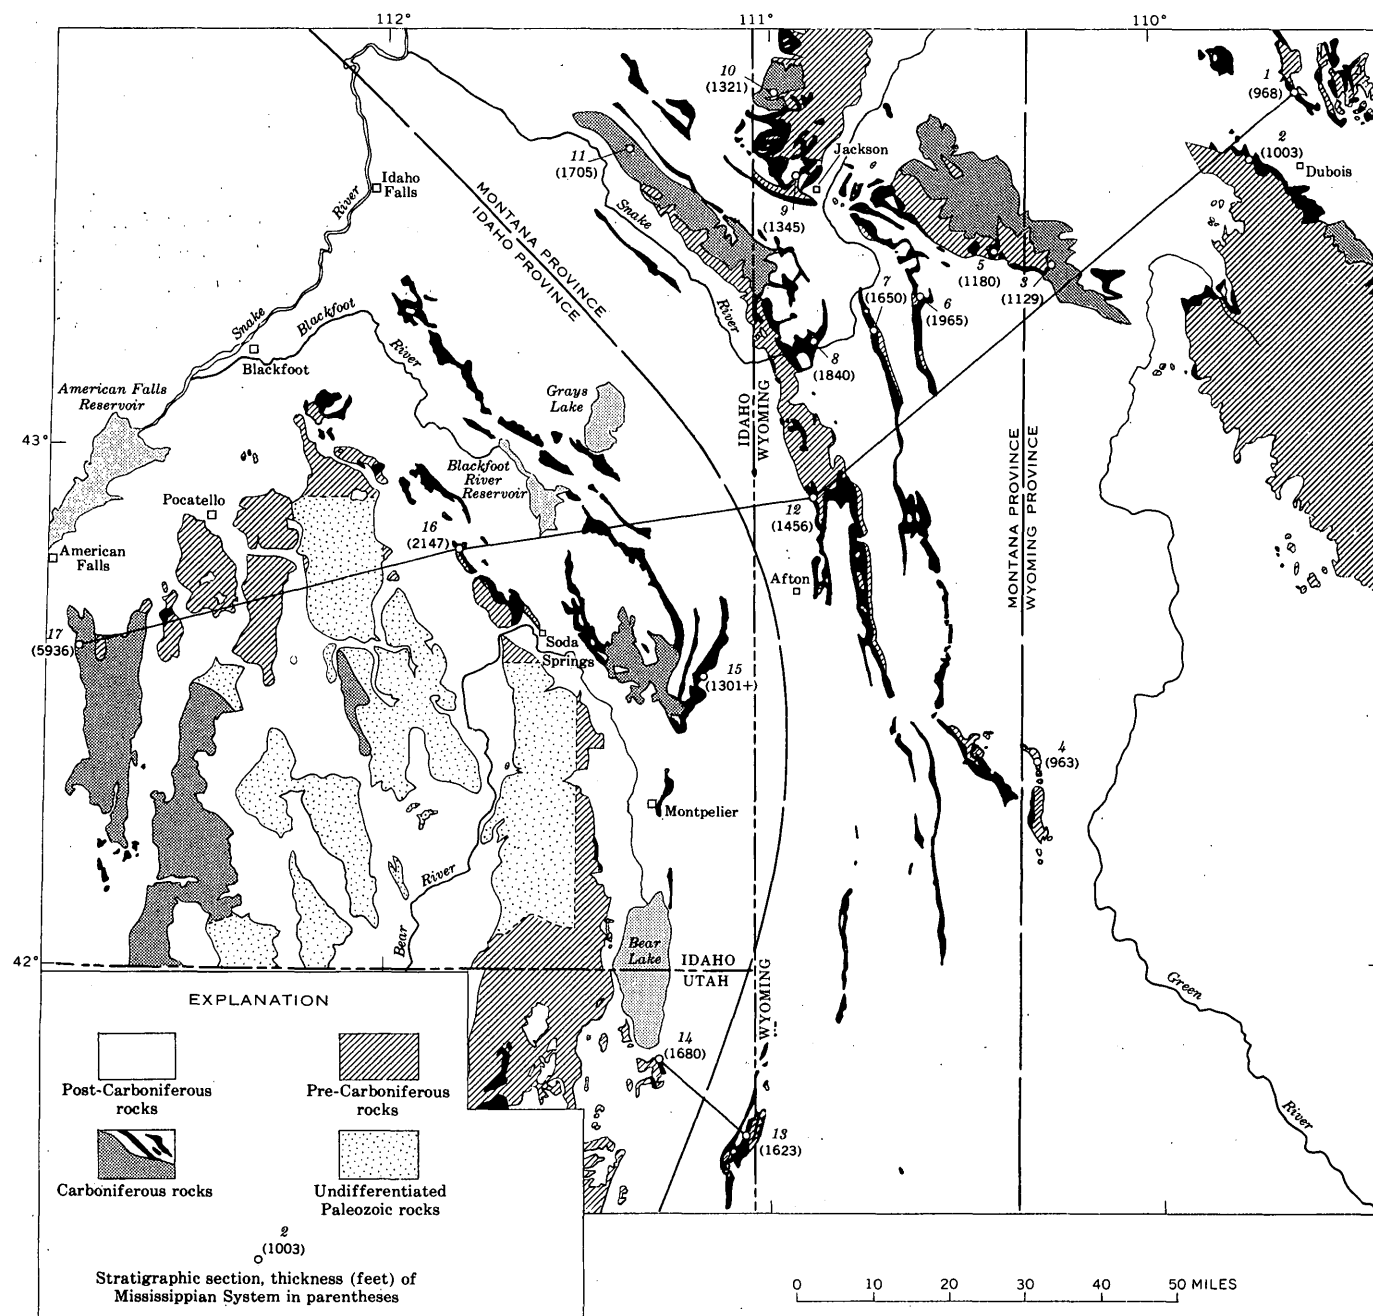 112°
111°
110°
10
(1321)
1
(968)
2
(1003)
Dubois
Jackson
11
(1705)
Idaho
Falls
River
MONTANA PROVINCE
IDAHO PROVINCE
Snake
9
(1345)
5
(1180)
3
(1129)
7
(1650)
6
(1965)
River
Snake
Blackfoot
River
Blackfoot
8
(1840)
American Falls
Reservoir
Grays
Lake
IDAHO
WYOMING
43°
Blackfoot
River
Reservoir
MONTANA PROVINCE
WYOMING PROVINCE
Pocatello
16
(2147)
12
(1456)
American
Falls
Afton
17
(5936)
Soda
Springs
15
(1301+)
4
(963)
Montpelier
River
Bear
Bear
Lake
42°
IDAHO
UTAH
WYOMING
Green
River
14
(1680)
13
(1623)
EXPLANATION
Post-Carboniferous
rocks
Pre-Carboniferous
rocks
Carboniferous rocks
Undifferentiated
Paleozoic rocks
2
(1003)
Stratigraphic section, thickness (feet) of
Mississippian System in parentheses
0 10 20 30 40 50 MILES